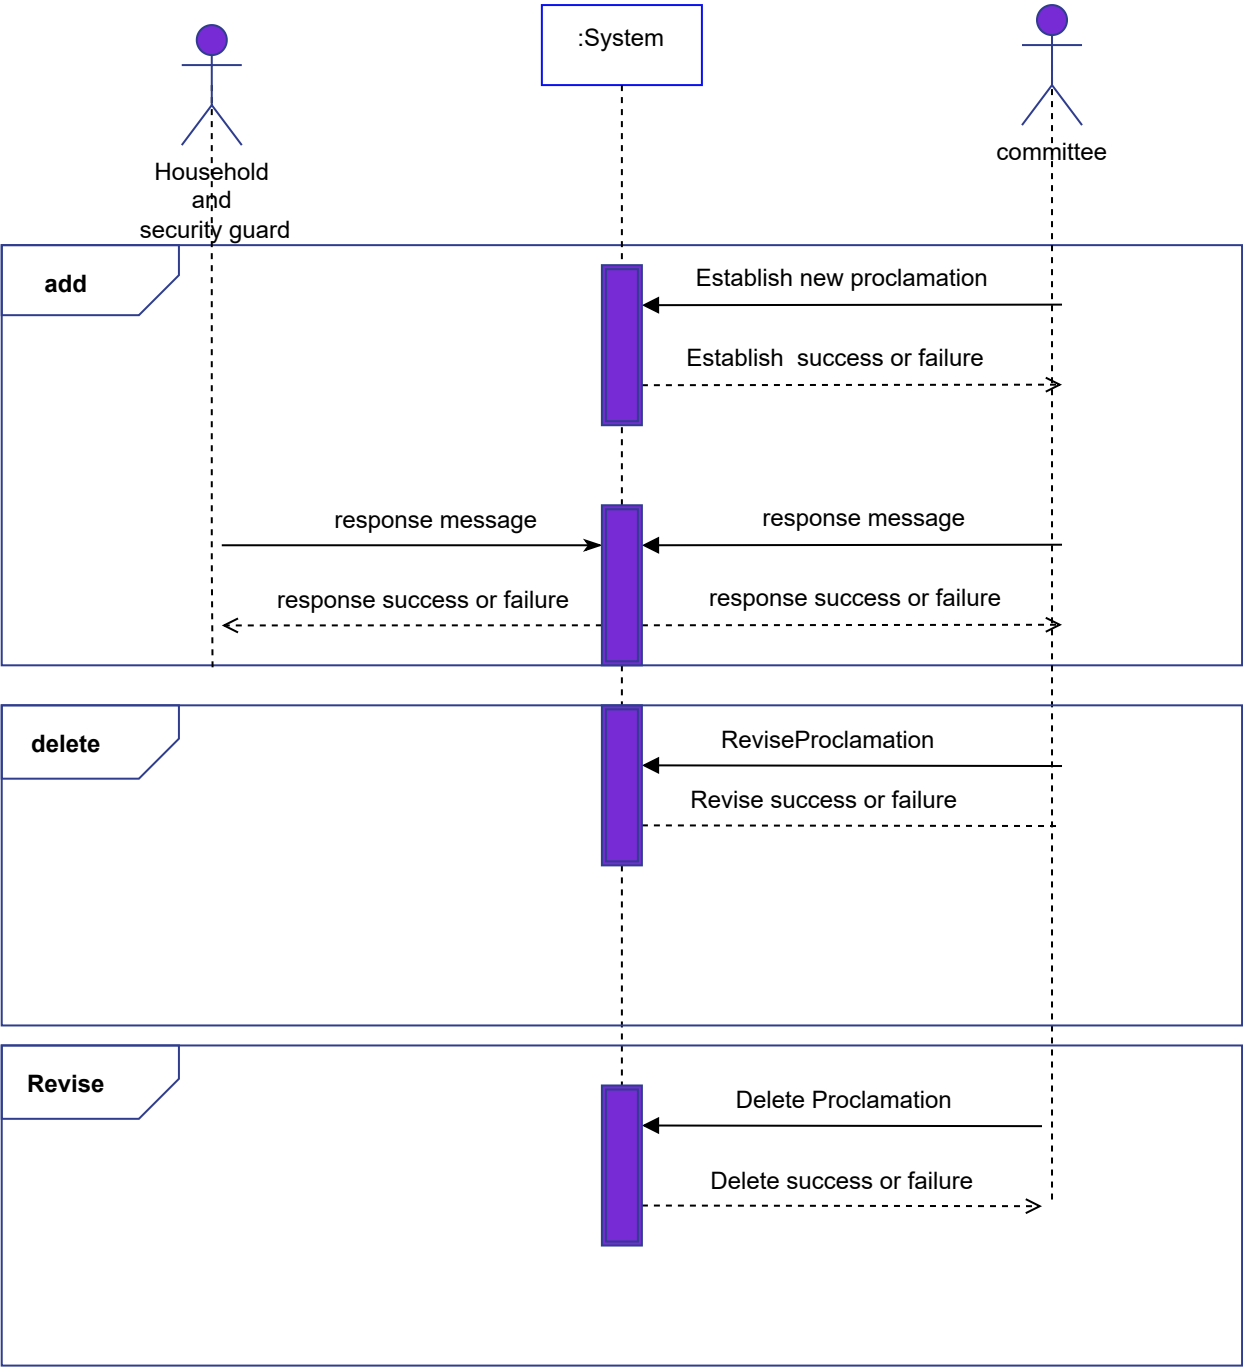 :System
Household
and
security guard
committee
add
Establish new proclamation
Establish  success or failure
response message
response message
response success or failure
response success or failure
delete
ReviseProclamation
Revise success or failure
Revise
Delete Proclamation
Delete success or failure